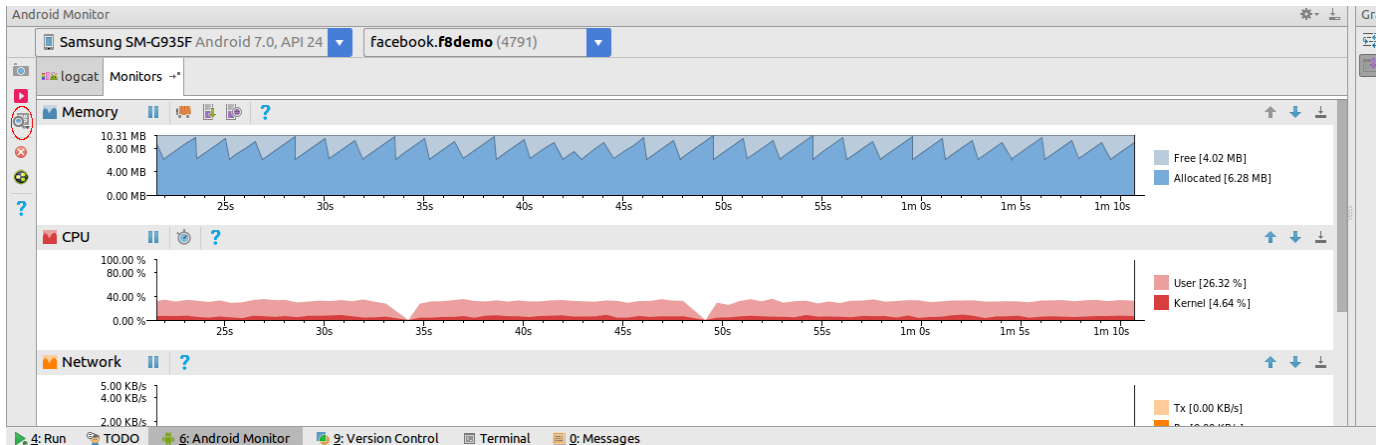 Android Monitor
Gr
Samsung SM-G935F Android 7.0, API 24 facebook.f8demo (4791)
logcat Monitors
Memory ?
10.31 MB
8.00 MB
4.00 MB
0.00 MB
25s 30s 35s 40s 45s 50s 55s 1m 0s 1m 5s 1m 10s
Free [4.02 MB]
Allocated [6.28 MB]
CPU ?
100.00 %
80.00 %
40.00 %
0.00 %
25s 30s 35s 40s 45s 50s 55s 1m 0s 1m 5s 1m 10s
User [26.32 %]
Kernel [4.64 %]
Network ?
5.00 KB/s
4.00 KB/s
2.00 KB/s
Tx [0.00 KB/s]
?
4: Run TODO 6: Android Monitor 9: Version Control Terminal 0: Messages